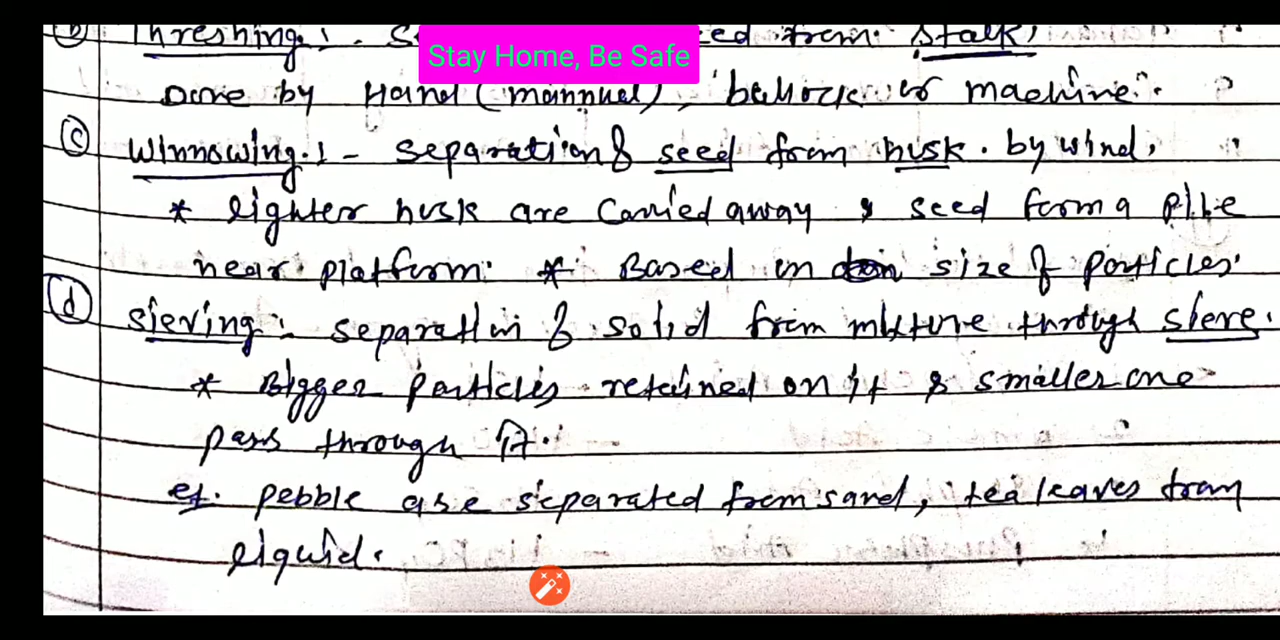 (b) Threshing :- S
Stay Home, Be Safe
eed from stalk,
Done by Hand (mannuel), bullock or machine.
(c) Winnowing :- separation of seed from husk. by wind,
* lighter husk are carried away & seed form a pile
near platform. * Based on size of particles.
(d) Sieving :- separation of solid from mixture through sieve.
* Bigger particles retained on it & smaller one
pass through it.
eg. pebble are separated from sand, tea leaves from
liquid.